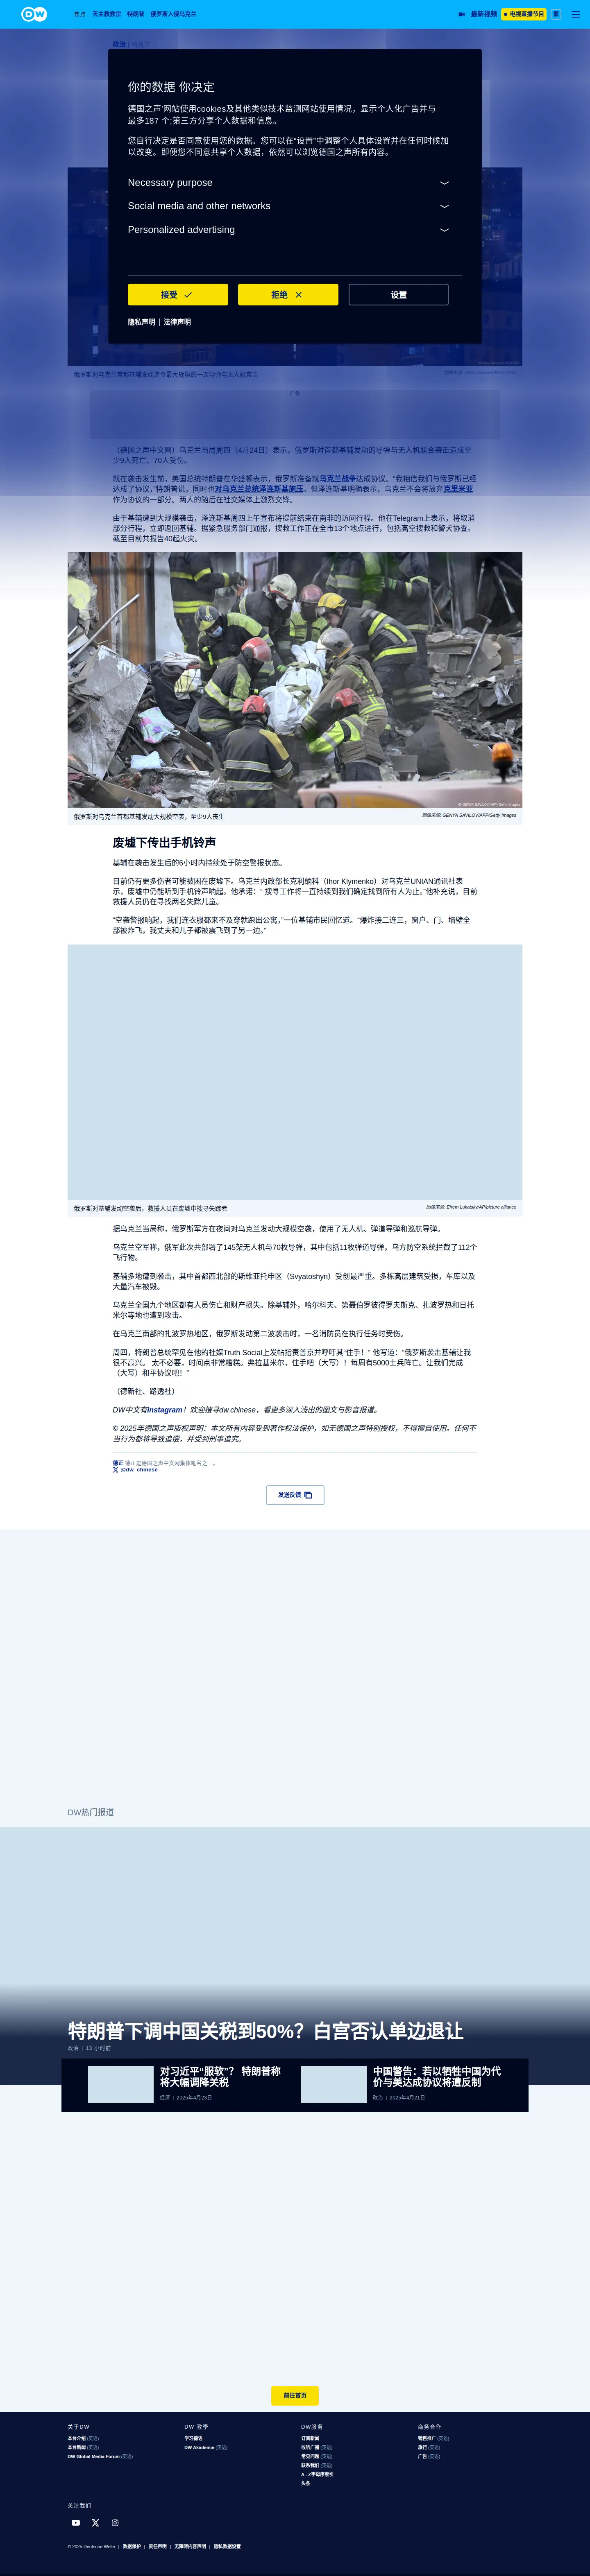 DW
焦点 天主教教宗 特朗普 俄罗斯入侵乌克兰
最新视频
电视直播节目
繁
政治 | 乌克兰
你的数据 你决定
德国之声'网站使用cookies及其他类似技术监测网站使用情况，显示个人化广告并与
最多187 个;第三方分享个人数据和信息。
您自行决定是否同意使用您的数据。您可以在“设置”中调整个人具体设置并在任何时候加
以改变。即便您不同意共享个人数据，依然可以浏览德国之声所有内容。
Necessary purpose
Social media and other networks
Personalized advertising
接受
拒绝
设置
隐私声明 | 法律声明
俄罗斯对乌克兰首都基辅发动迄今最大规模的一次导弹与无人机袭击
广告
（德国之声中文网）乌克兰当局周四（4月24日）表示，俄罗斯对首都基辅发动的导弹与无人机联合袭击造成至
少9人死亡、70人受伤。
就在袭击发生前，美国总统特朗普在华盛顿表示，俄罗斯准备就乌克兰战争达成协议。“我相信我们与俄罗斯已经
达成了协议，”特朗普说，同时也对乌克兰总统泽连斯基施压。但泽连斯基明确表示，乌克兰不会将放弃克里米亚
作为协议的一部分。两人的随后在社交媒体上激烈交锋。
由于基辅遭到大规模袭击，泽连斯基周四上午宣布将提前结束在南非的访问行程。他在Telegram上表示，将取消
部分行程，立即返回基辅。据紧急服务部门通报，搜救工作正在全市13个地点进行，包括高空搜救和警犬协查。
截至目前共报告40起火灾。
俄罗斯对乌克兰首都基辅发动大规模空袭，至少9人丧生
图像来源: GENYA SAVILOV/AFP/Getty Images
废墟下传出手机铃声
基辅在袭击发生后的6小时内持续处于防空警报状态。
目前仍有更多伤者可能被困在废墟下。乌克兰内政部长克利缅科（Ihor Klymenko）对乌克兰UNIAN通讯社表
示，废墟中仍能听到手机铃声响起。他承诺：“ 搜寻工作将一直持续到我们确定找到所有人为止。”他补充说，目前
救援人员仍在寻找两名失踪儿童。
“空袭警报响起，我们连衣服都来不及穿就跑出公寓，”一位基辅市民回忆道。“爆炸接二连三，窗户、门、墙壁全
部被炸飞，我丈夫和儿子都被震飞到了另一边。”
俄罗斯对基辅发动空袭后，救援人员在废墟中搜寻失踪者
图像来源: Efrem Lukatsky/AP/picture alliance
据乌克兰当局称，俄罗斯军方在夜间对乌克兰发动大规模空袭，使用了无人机、弹道导弹和巡航导弹。
乌克兰空军称，俄军此次共部署了145架无人机与70枚导弹，其中包括11枚弹道导弹，乌方防空系统拦截了112个
飞行物。
基辅多地遭到袭击，其中首都西北部的斯维亚托申区（Svyatoshyn）受创最严重。多栋高层建筑受损，车库以及
大量汽车被毁。
乌克兰全国九个地区都有人员伤亡和财产损失。除基辅外，哈尔科夫、第聂伯罗彼得罗夫斯克、扎波罗热和日托
米尔等地也遭到攻击。
在乌克兰南部的扎波罗热地区，俄罗斯发动第二波袭击时，一名消防员在执行任务时受伤。
周四，特朗普总统罕见在他的社媒Truth Social上发帖指责普京并呼吁其“住手！” 他写道：“俄罗斯袭击基辅让我
很不高兴。 太不必要，时间点非常糟糕。弗拉基米尔，住手吧（大写）！ 每周有5000士兵阵亡。让我们完成
（大写）和平协议吧！”
（德新社、路透社）
DW中文有Instagram！欢迎搜寻dw.chinese，看更多深入浅出的图文与影音报道。
© 2025年德国之声版权声明：本文所有内容受到著作权法保护，如无德国之声特别授权，不得擅自使用。任何不
当行为都将导致追偿，并受到刑事追究。
德正 德正是德国之声中文网集体笔名之一。
@dw_chinese
发送反馈
DW热门报道
特朗普下调中国关税到50%？白宫否认单边退让
政治 | 13 小时前
对习近平“服软”？ 特朗普称
将大幅调降关税
经济 | 2025年4月23日
中国警告：若以牺牲中国为代
价与美达成协议将遭反制
政治 | 2025年4月21日
前往首页
关于DW
本台介绍 (英语)
本台新闻 (英语)
DW Global Media Forum (英语)
DW 教學
学习德语
DW Akademie (英语)
DW服务
订阅新闻
收听广播 (英语)
常见问题 (英语)
联系我们 (英语)
A - Z字母序索引
头条
商务合作
销售推广 (英语)
旅行 (英语)
广告 (英语)
关注我们
© 2025 Deutsche Welle | 数据保护 | 责任声明 | 无障碍内容声明 | 隐私数据设置